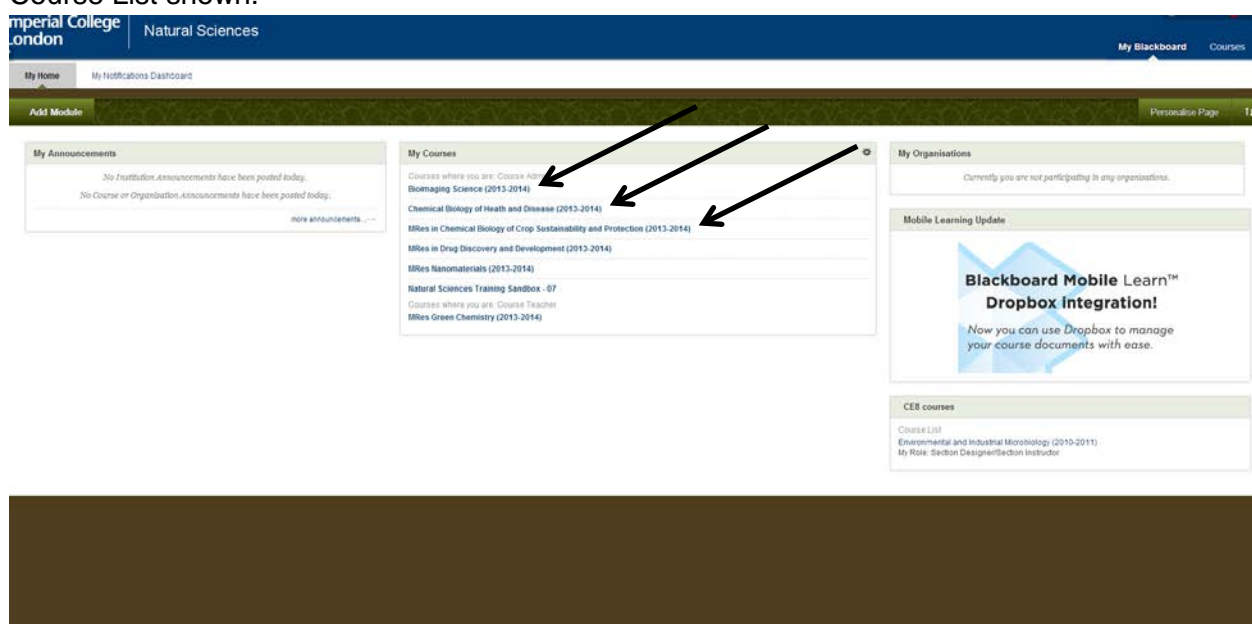 Course List shown.
mperial College
London
Natural Sciences
My Blackboard Courses
My Home My Notifications Dashboard
Add Module
Personalise Page
My Announcements
No Institution Announcements have been posted today.
No Course or Organisation Announcements have been posted today.
more announcements...
My Courses
Courses where you are: Course Admin
Bioimaging Science (2013-2014)
Chemical Biology of Heath and Disease (2013-2014)
MRes in Chemical Biology of Crop Sustainability and Protection (2013-2014)
MRes in Drug Discovery and Development (2013-2014)
MRes Nanomaterials (2013-2014)
Natural Sciences Training Sandbox - 07
Courses where you are: Course Teacher
MRes Green Chemistry (2013-2014)
My Organisations
Currently you are not participating in any organisations.
Mobile Learning Update
Blackboard Mobile Learn™
Dropbox integration!
Now you can use Dropbox to manage
your course documents with ease.
CE8 courses
Course List
Environmental and Industrial Microbiology (2010-2011)
My Role: Section Designer/Section Instructor